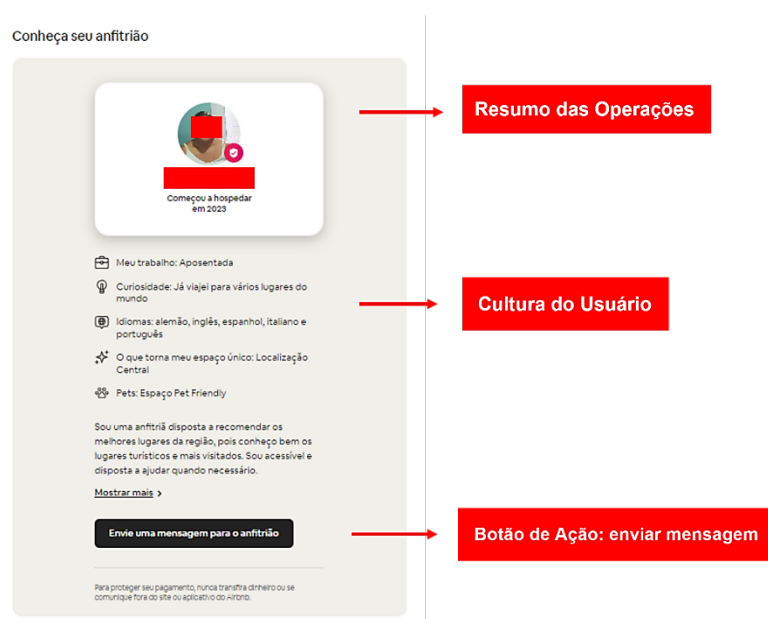 Conheça seu anfitrião
Resumo das Operações
Começou a hospedar
em 2023
Meu trabalho: Aposentada
Curiosidade: Já viajei para vários lugares do
mundo
Cultura do Usuário
Idiomas: alemão, inglês, espanhol, italiano e
português
O que torna meu espaço único: Localização
Central
Pets: Espaço Pet Friendly
Sou uma anfitriã disposta a recomendar os
melhores lugares da região, pois conheço bem os
lugares turísticos e mais visitados. Sou acessível e
disposta a ajudar quando necessário.
Mostrar mais
Envie uma mensagem para o anfitrião
Botão de Ação: enviar mensagem
Para proteger seu pagamento, nunca transfira dinheiro ou se
comunique fora do site ou aplicativo do Airbnb.